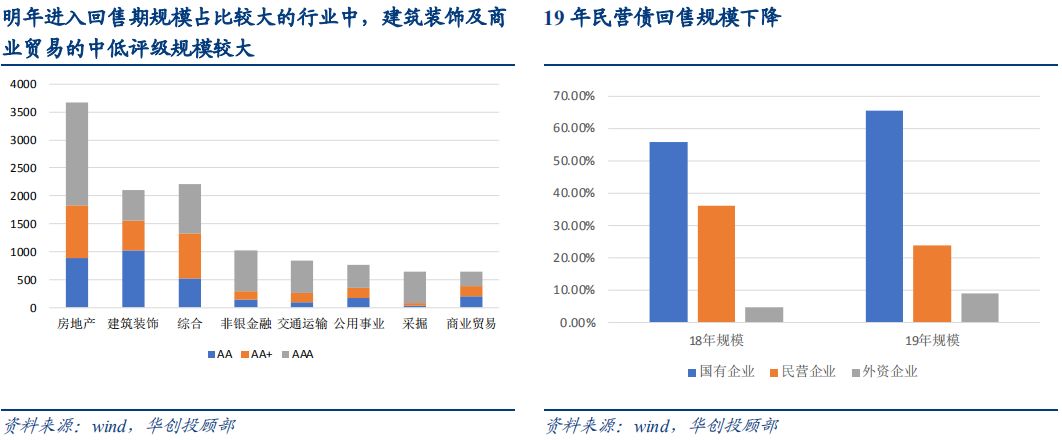 明年进入回售期规模占比较大的行业中，建筑装饰及商
业贸易的中低评级规模较大
4000
3500
3000
2500
2000
1500
1000
500
0
房地产 建筑装饰 综合 非银金融 交通运输 公用事业 采掘 商业贸易
AA AA+ AAA
资料来源：wind，华创投顾部
19 年民营债回售规模下降
70.00%
60.00%
50.00%
40.00%
30.00%
20.00%
10.00%
0.00%
18年规模 19年规模
国有企业 民营企业 外资企业
资料来源：wind，华创投顾部